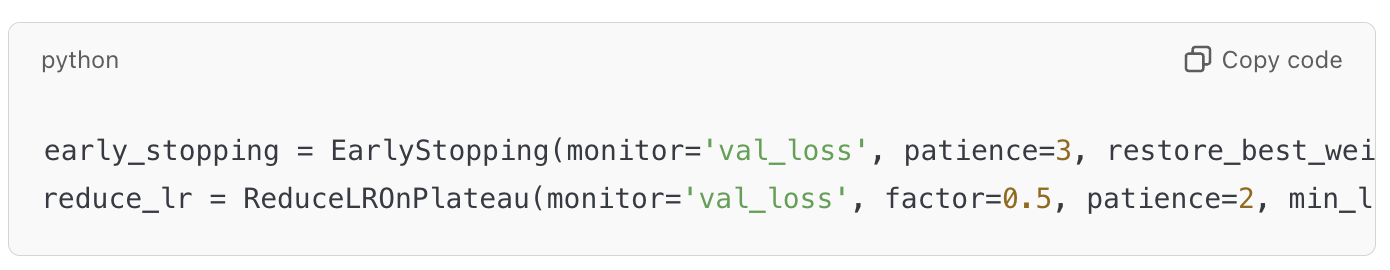 python
Copy code
early_stopping = EarlyStopping(monitor='val_loss', patience=3, restore_best_wei
reduce_lr = ReduceLROnPlateau(monitor='val_loss', factor=0.5, patience=2, min_l